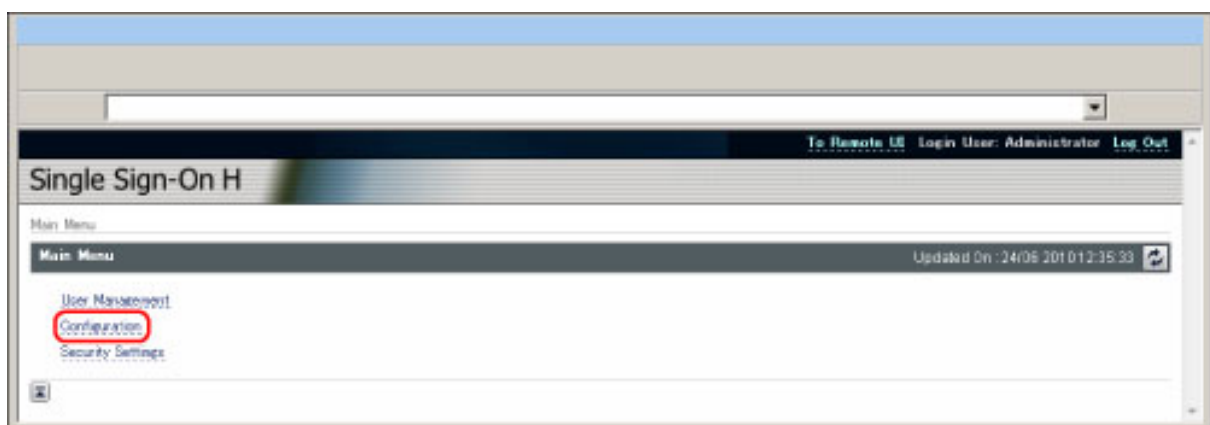 To Remote UI Login User: Administrator Log Out
Single Sign-On H
Main Menu
Main Menu Updated On : 24/06 2010 12:35:33
User Management
Configuration
Security Settings